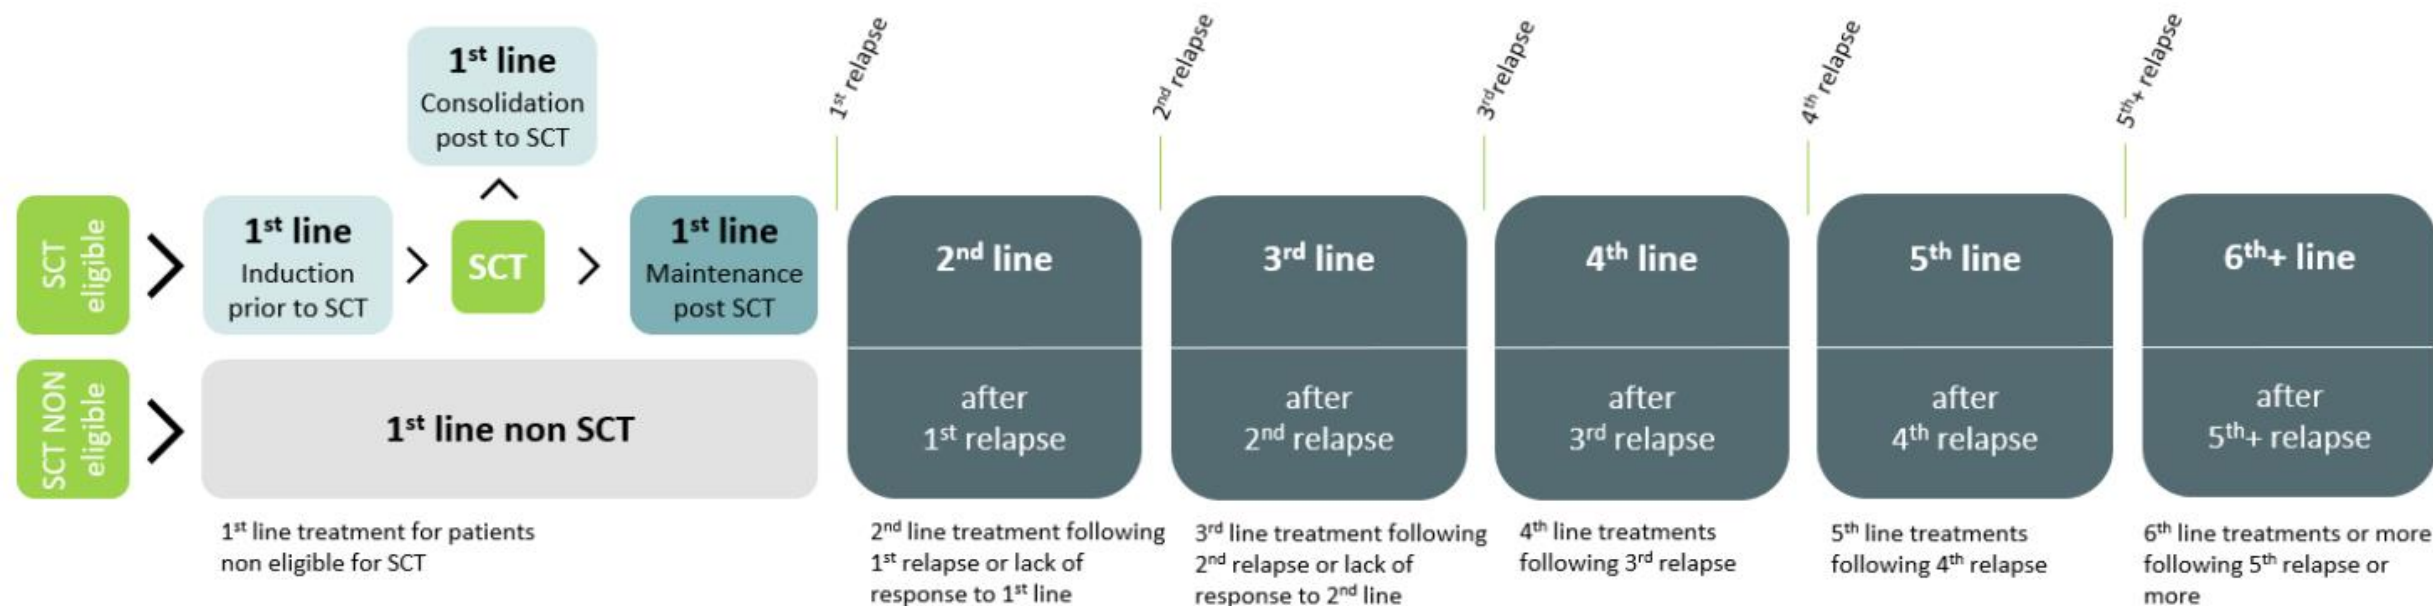 1st line
Consolidation
post to SCT
1st relapse
2nd relapse
3rd relapse
4th relapse
5th+ relapse
SCT
eligible
1st line
Induction
prior to SCT
SCT
1st line
Maintenance
post SCT
2nd line
3rd line
4th line
5th line
6th+ line
SCT NON
eligible
1st line non SCT
after
1st relapse
after
2nd relapse
after
3rd relapse
after
4th relapse
after
5th+ relapse
1st line treatment for patients
non eligible for SCT
2nd line treatment following
1st relapse or lack of
response to 1st line
3rd line treatment following
2nd relapse or lack of
response to 2nd line
4th line treatments
following 3rd relapse
5th line treatments
following 4th relapse
6th line treatments or more
following 5th relapse or
more